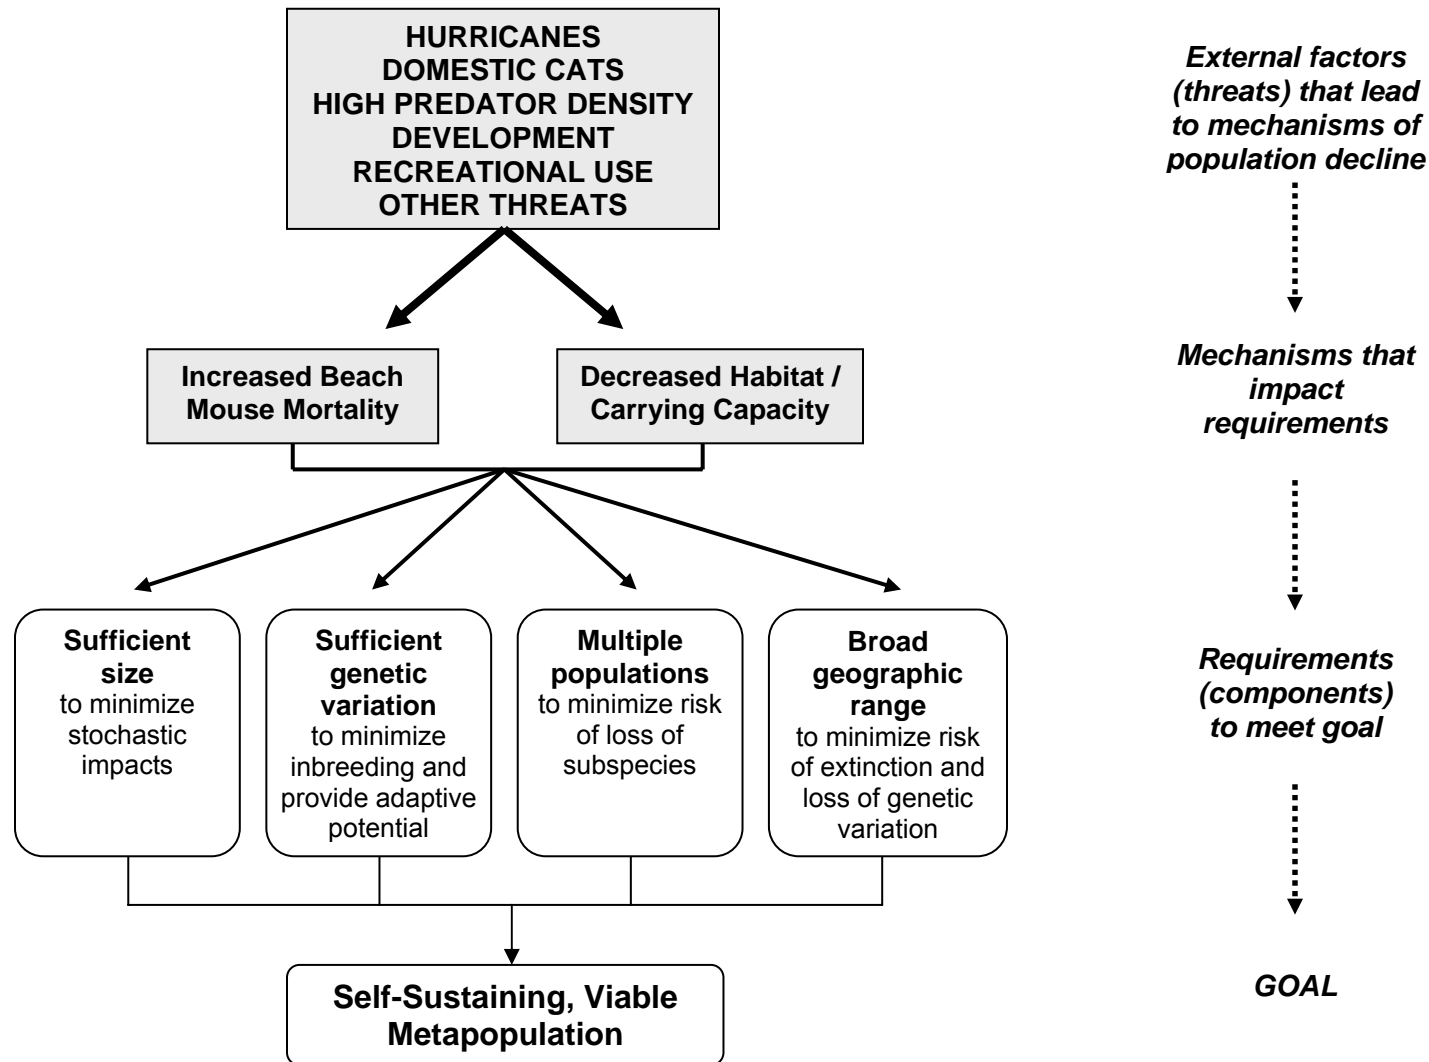 HURRICANES
DOMESTIC CATS
HIGH PREDATOR DENSITY
DEVELOPMENT
RECREATIONAL USE
OTHER THREATS
External factors
(threats) that lead
to mechanisms of
population decline
Increased Beach
Mouse Mortality
Decreased Habitat /
Carrying Capacity
Mechanisms that
impact
requirements
Sufficient
size
to minimize
stochastic
impacts
Sufficient
genetic
variation
to minimize
inbreeding and
provide adaptive
potential
Multiple
populations
to minimize risk
of loss of
subspecies
Broad
geographic
range
to minimize risk
of extinction and
loss of genetic
variation
Requirements
(components)
to meet goal
Self-Sustaining, Viable
Metapopulation
GOAL